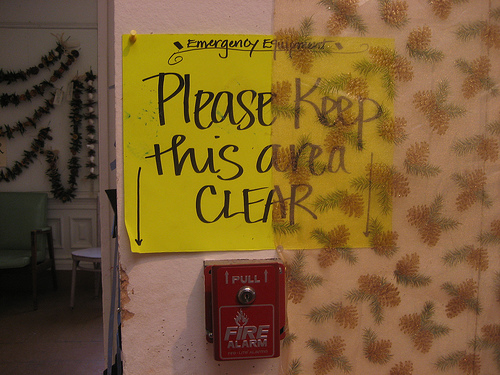 Emergency Equipment
Please Keep
this area
CLEAR
PULL
FIRE
ALARM